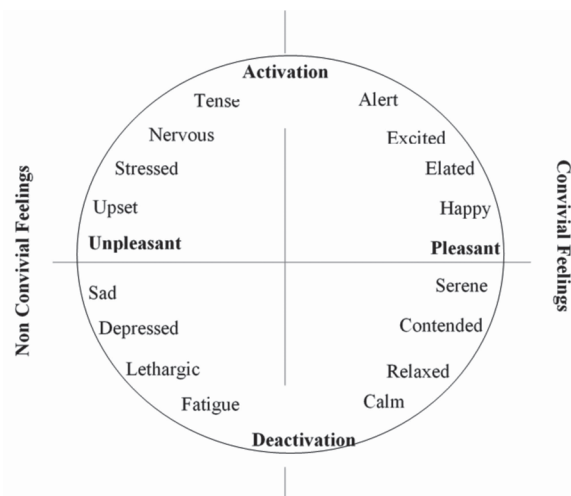 Activation
Tense
Alert
Nervous
Excited
Stressed
Elated
Upset
Happy
Unpleasant
Pleasant
Non Convivial Feelings
Convivial Feelings
Sad
Serene
Depressed
Contended
Lethargic
Relaxed
Fatigue
Calm
Deactivation